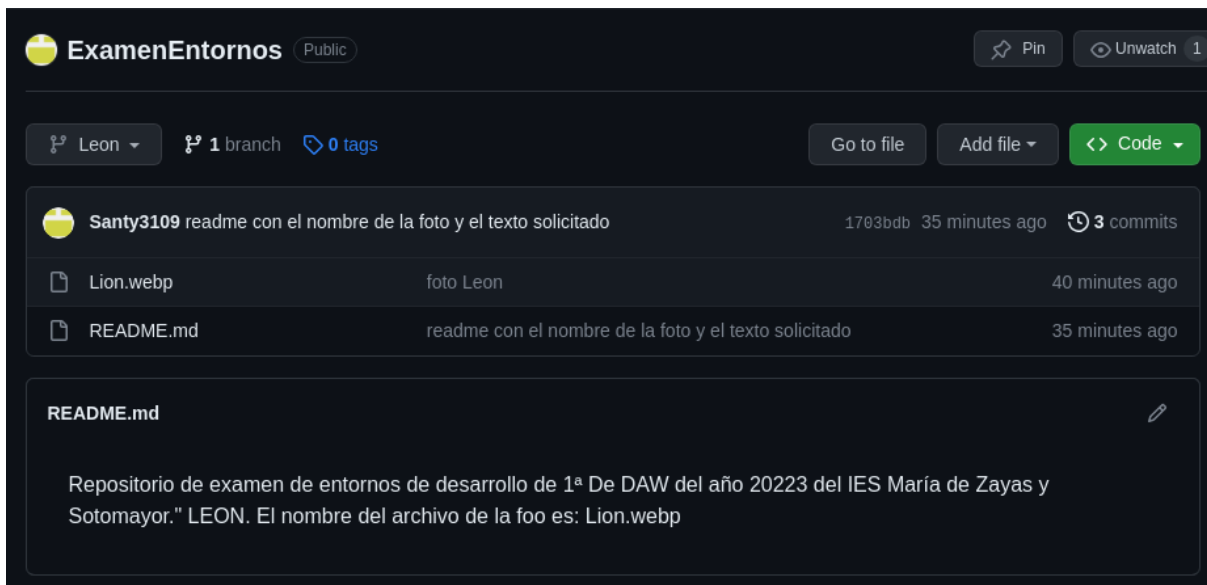 ExamenEntornos Public Pin Unwatch 1
Leon 1 branch 0 tags Go to file Add file Code
Santy3109 readme con el nombre de la foto y el texto solicitado 1703bdb 35 minutes ago 3 commits
Lion.webp foto Leon 40 minutes ago
README.md readme con el nombre de la foto y el texto solicitado 35 minutes ago
README.md
Repositorio de examen de entornos de desarrollo de 1ª De DAW del año 20223 del IES María de Zayas y
Sotomayor." LEON. El nombre del archivo de la foo es: Lion.webp